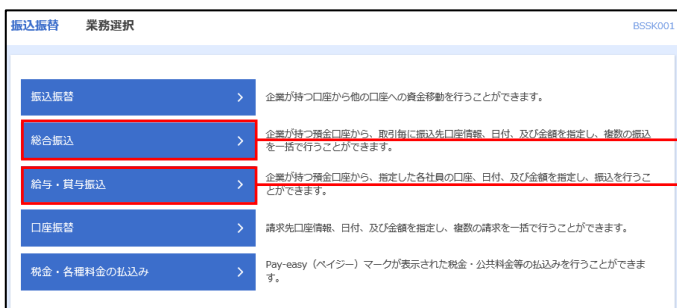 振込振替 業務選択 BSSK001
振込振替 企業が持つ口座から他の口座への資金移動を行うことができます。
総合振込 企業が持つ預金口座から、取引毎に振込先口座情報、日付、及び金額を指定し、複数の振込
を一括で行うことができます。
給与・賞与振込 企業が持つ預金口座から、指定した各社員の口座、日付、及び金額を指定し、振込を行うこ
とができます。
口座振替 請求先口座情報、日付、及び金額を指定し、複数の請求を一括で行うことができます。
税金・各種料金の払込み Pay-easy（ペイジー）マークが表示された税金・公共料金等の払込みを行うことができま
す。